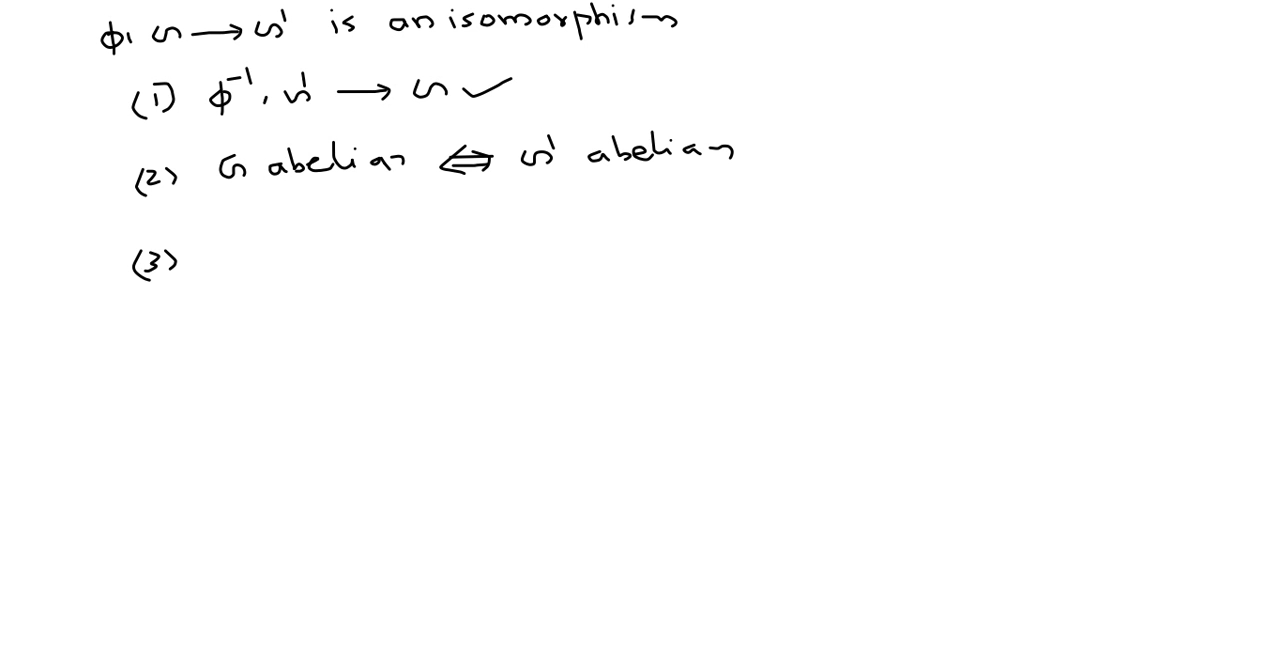 ϕ: G ⟶ G' is an isomorphism
(1) ϕ⁻¹: G' ⟶ G ✓
(2) G abelian ⟺ G' abelian
(3)